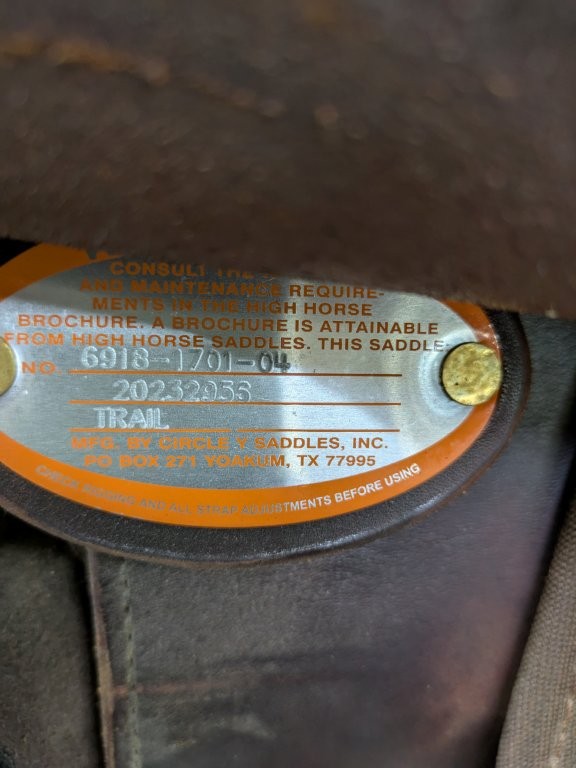 CONSULT THE
AND MAINTENANCE REQUIRE-
MENTS IN THE HIGH HORSE
BROCHURE. A BROCHURE IS ATTAINABLE
FROM HIGH HORSE SADDLES. THIS SADDLE
NO. 6918-1701-04
TRAIL
MFG. BY CIRCLE Y SADDLES, INC.
PO BOX 271 YOAKUM, TX 77995
AND ALL STRAP ADJUSTMENTS BEFORE USING